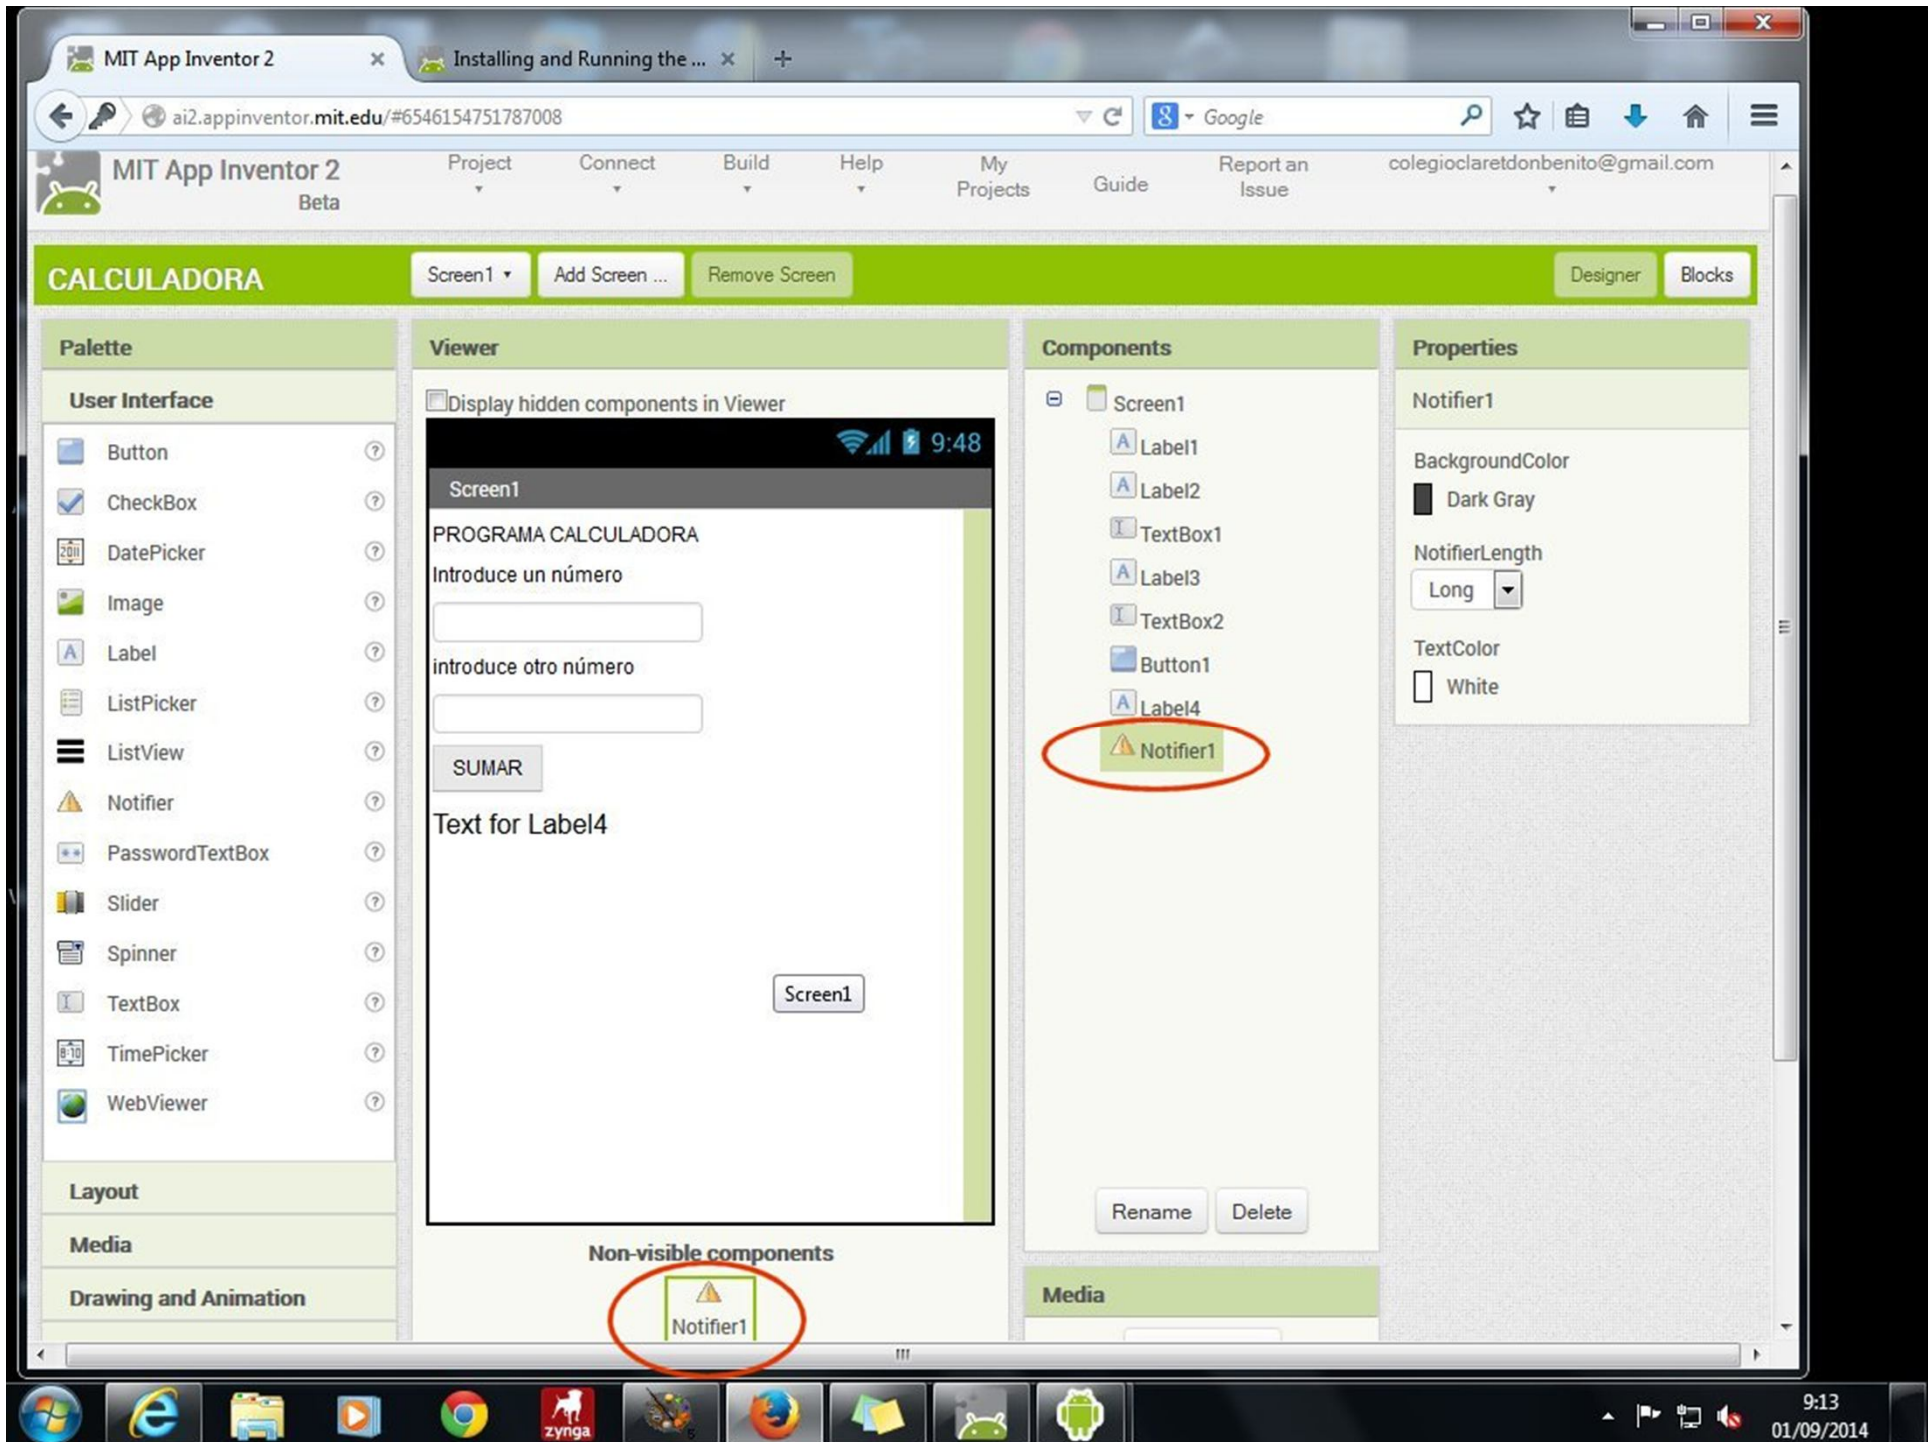 MIT App Inventor 2
Installing and Running the ...
ai2.appinventor.mit.edu/#6546154751787008
Google
MIT App Inventor 2
Beta
Project
Connect
Build
Help
My
Projects
Guide
Report an
Issue
colegioclaretdonbenito@gmail.com
CALCULADORA
Screen1
Add Screen ...
Remove Screen
Designer
Blocks
Palette
User Interface
Button
CheckBox
DatePicker
Image
Label
ListPicker
ListView
Notifier
PasswordTextBox
Slider
Spinner
TextBox
TimePicker
WebViewer
Layout
Media
Drawing and Animation
Viewer
Display hidden components in Viewer
9:48
Screen1
PROGRAMA CALCULADORA
Introduce un número
introduce otro número
SUMAR
Text for Label4
Screen1
Non-visible components
Notifier1
Components
Screen1
Label1
Label2
TextBox1
Label3
TextBox2
Button1
Label4
Notifier1
Rename
Delete
Media
Properties
Notifier1
BackgroundColor
Dark Gray
NotifierLength
Long
TextColor
White
zynga
9:13
01/09/2014